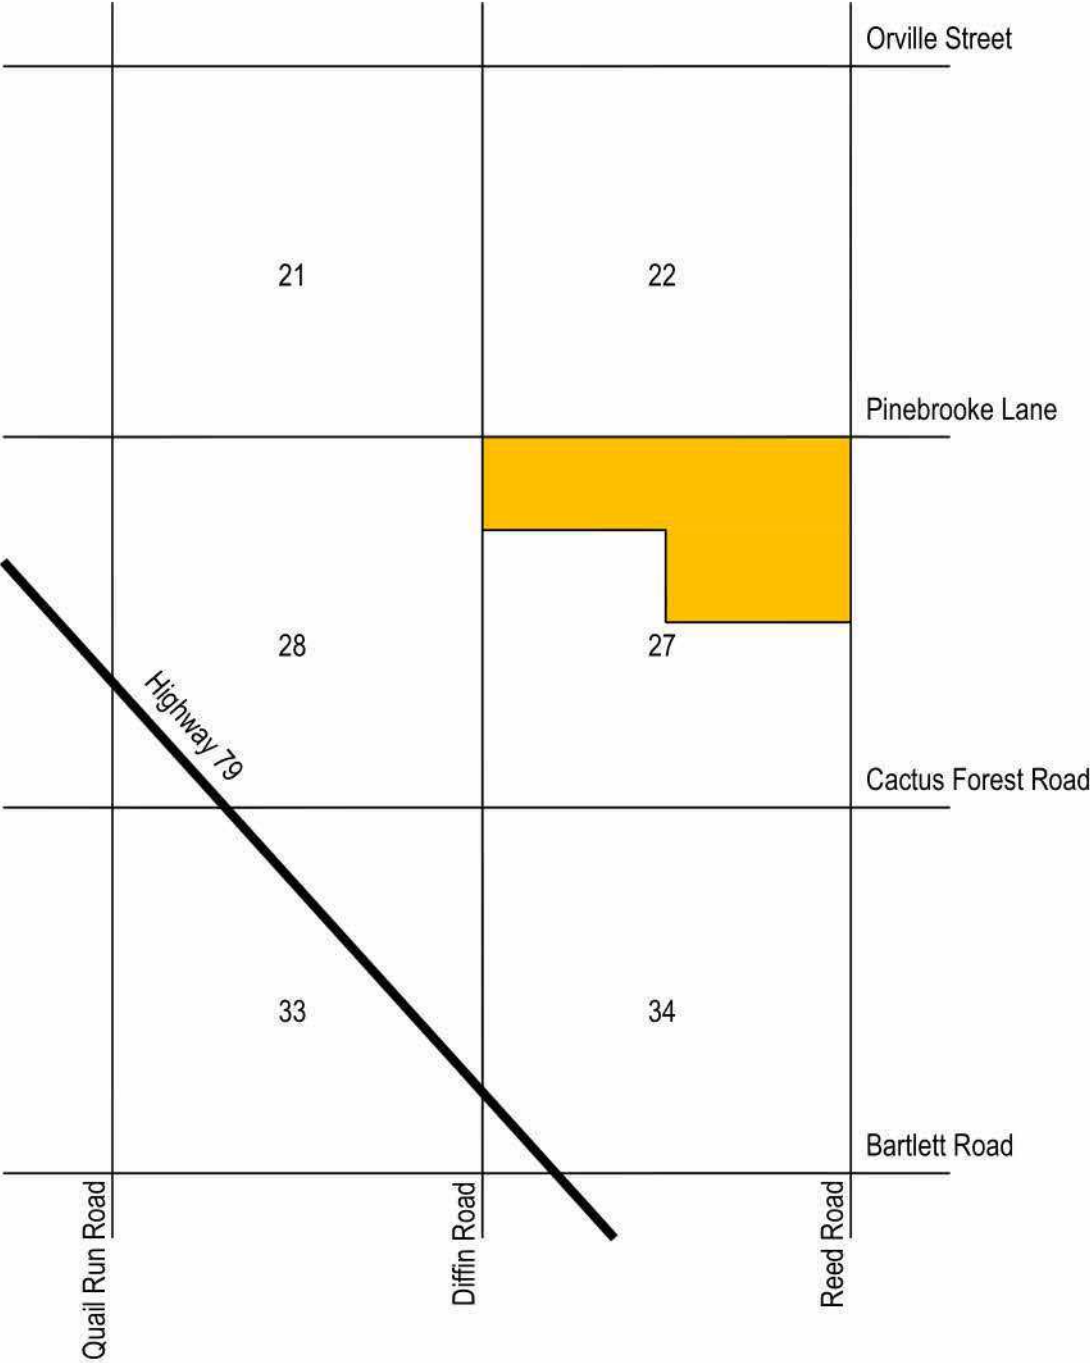 Orville Street
21
22
Pinebrooke Lane
28
27
Highway 79
Cactus Forest Road
33
34
Bartlett Road
Quail Run Road
Diffin Road
Reed Road